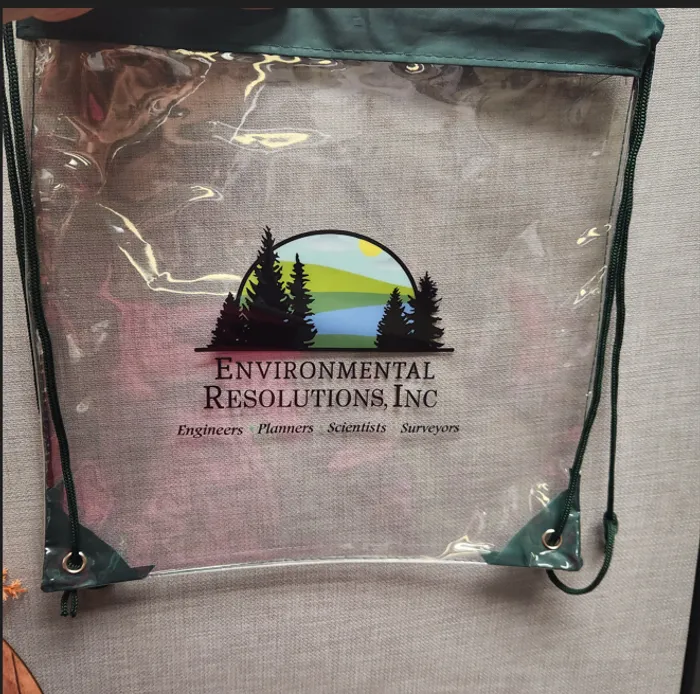 ENVIRONMENTAL
RESOLUTIONS, INC
Engineers Planners Scientists Surveyors